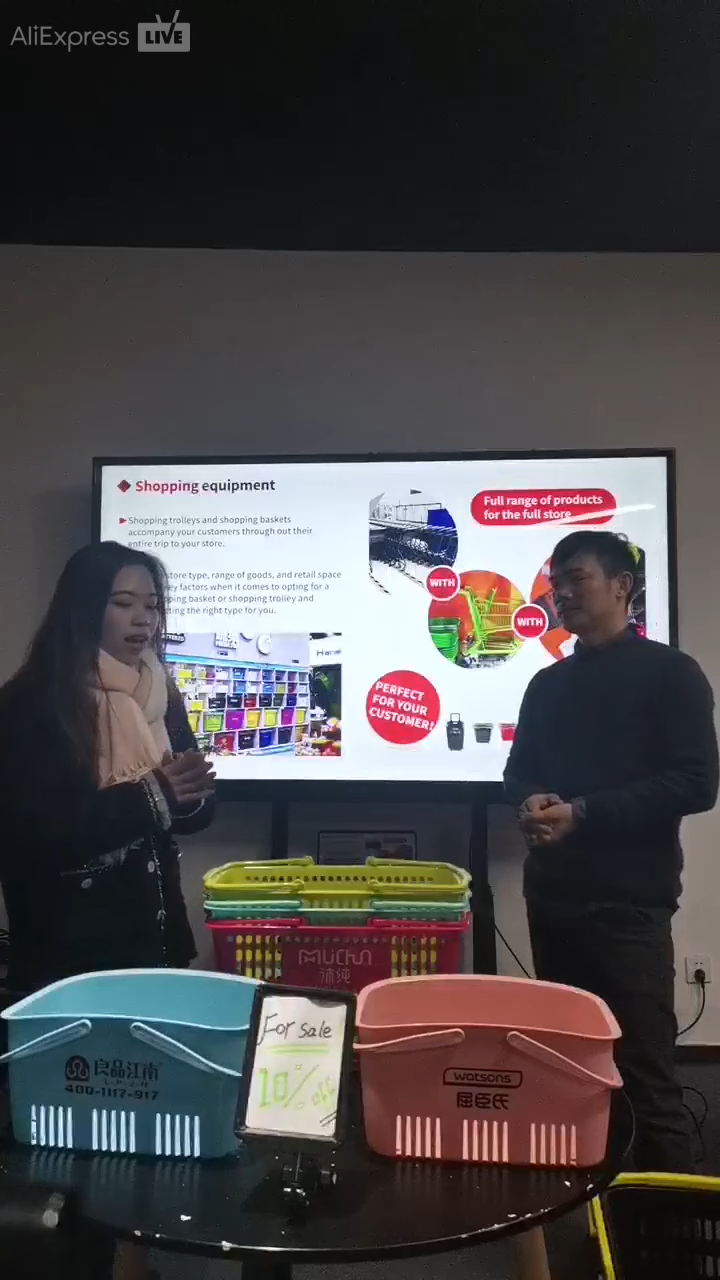 AliExpress LIVE
Shopping equipment
Shopping trolleys and shopping baskets
accompany your customers through out their
entire trip to your store.
store type, range of goods, and retail space
factors when it comes to opting for a
basket or shopping trolley and
the right type for you.
Full range of products
for the full store
WITH
WITH
PERFECT
FOR YOUR
CUSTOMER!
MUCHUN
沐纯
良品江南
400-1117-917
For sale
10% off
watsons
屈臣氏